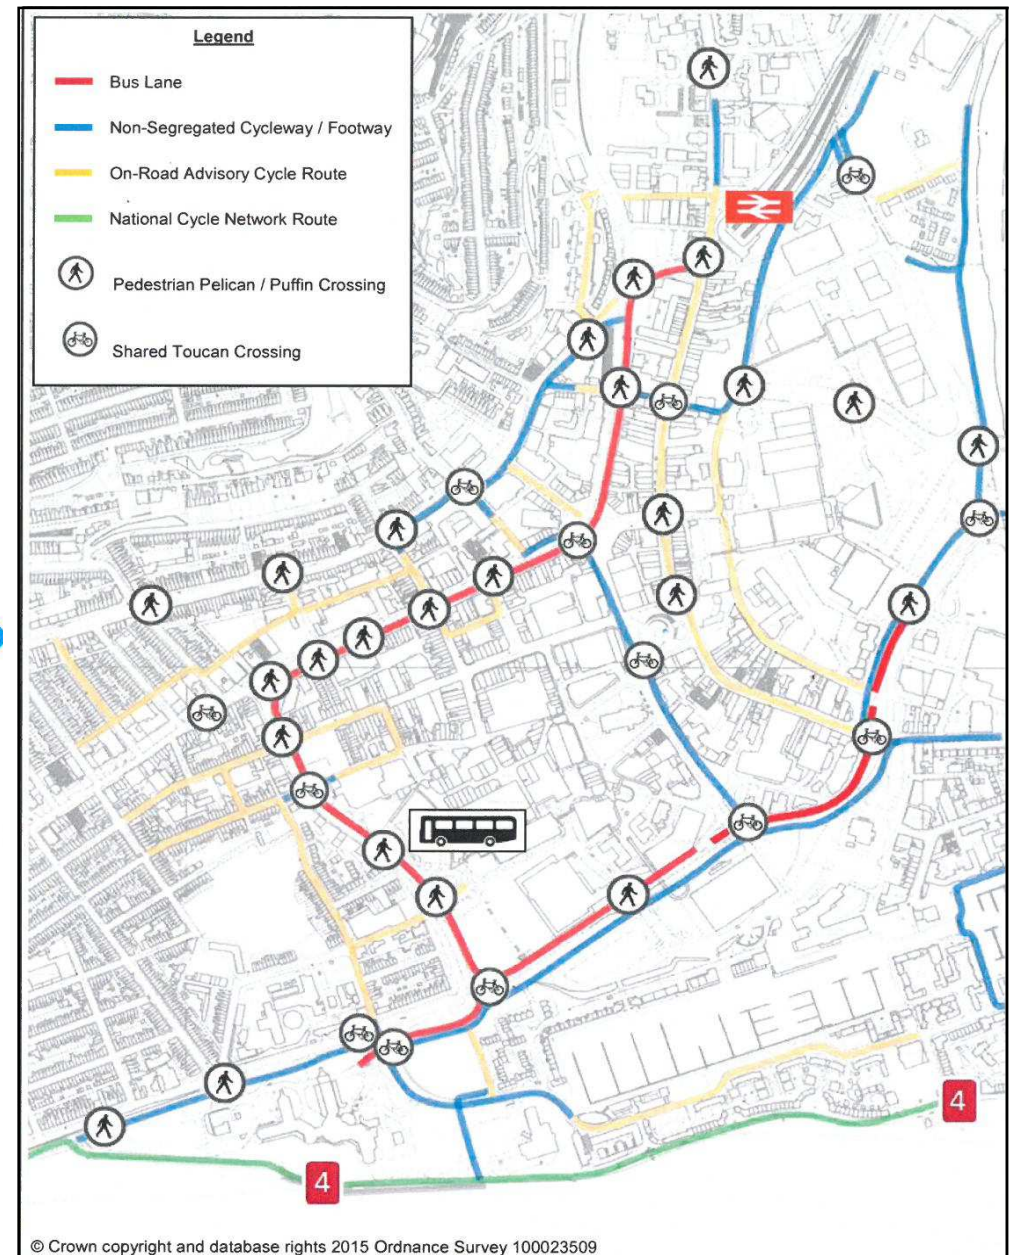 Legend
Bus Lane
Non-Segregated Cycleway / Footway
On-Road Advisory Cycle Route
National Cycle Network Route
Pedestrian Pelican / Puffin Crossing
Shared Toucan Crossing
4
4
© Crown copyright and database rights 2015 Ordnance Survey 100023509